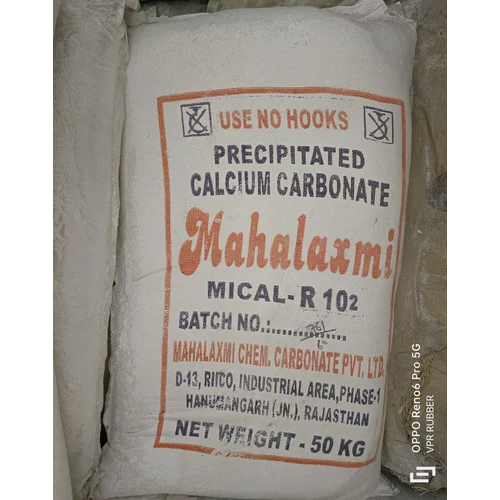 USE NO HOOKS
PRECIPITATED
CALCIUM CARBONATE
Mahalaxmi
MICAL-R 102
BATCH NO.:..............
MAHALAXMI CHEM. CARBONATE PVT. LTD.
D-13, RIICO, INDUSTRIAL AREA, PHASE-1
HANUMANGARH (JN.), RAJASTHAN
NET WEIGHT - 50 KG
OPPO Reno6 Pro 5G
VPR RUBBER